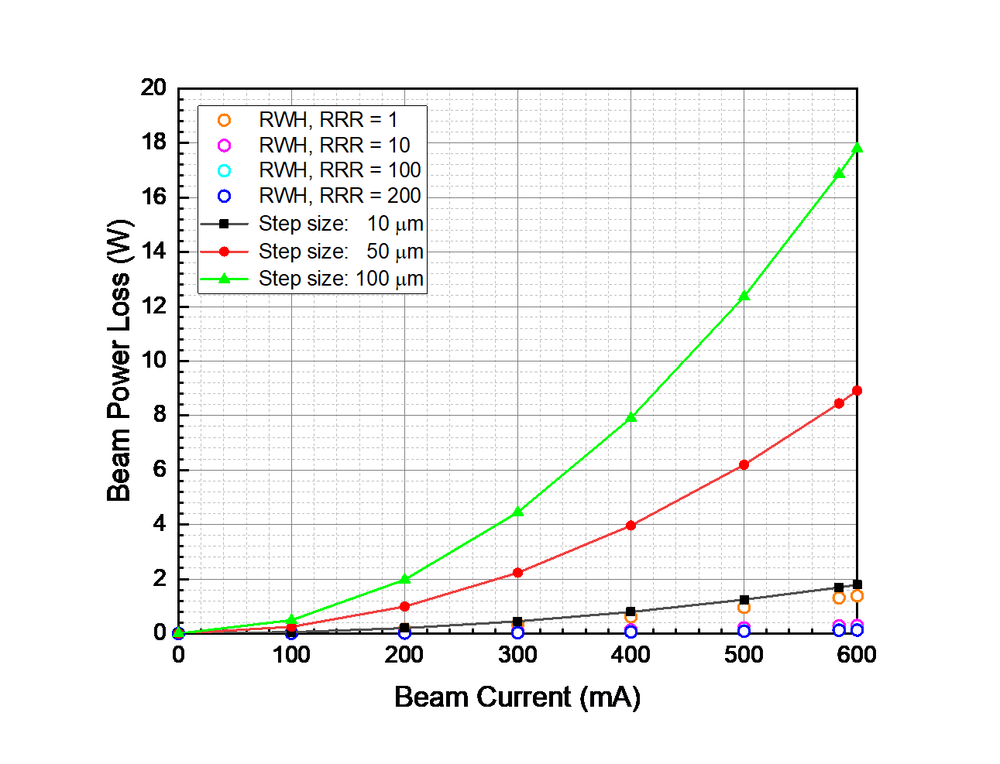 20
18
16
14
12
10
8
6
4
2
0
Beam Power Loss (W)
RWH, RRR = 1
RWH, RRR = 10
RWH, RRR = 100
RWH, RRR = 200
Step size: 10 μm
Step size: 50 μm
Step size: 100 μm
0 100 200 300 400 500 600
Beam Current (mA)